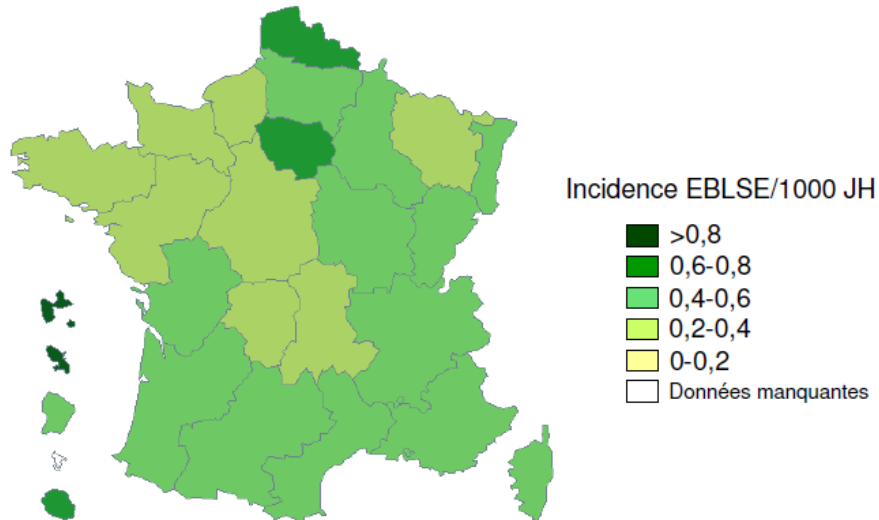 Incidence EBLSE/1000 JH
>0,8
0,6-0,8
0,4-0,6
0,2-0,4
0-0,2
Données manquantes